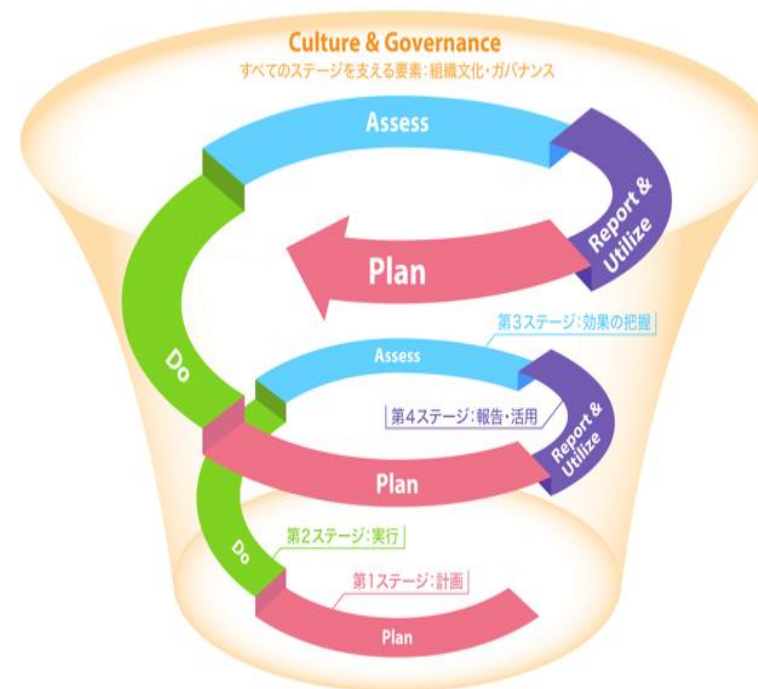 Culture & Governance
すべてのステージを支える要素：組織文化・ガバナンス
Assess
Report &
Utilize
Plan
Do
第3ステージ：効果の把握
Assess
第4ステージ：報告・活用
Report &
Utilize
Plan
Do
第2ステージ：実行
第1ステージ：計画
Plan